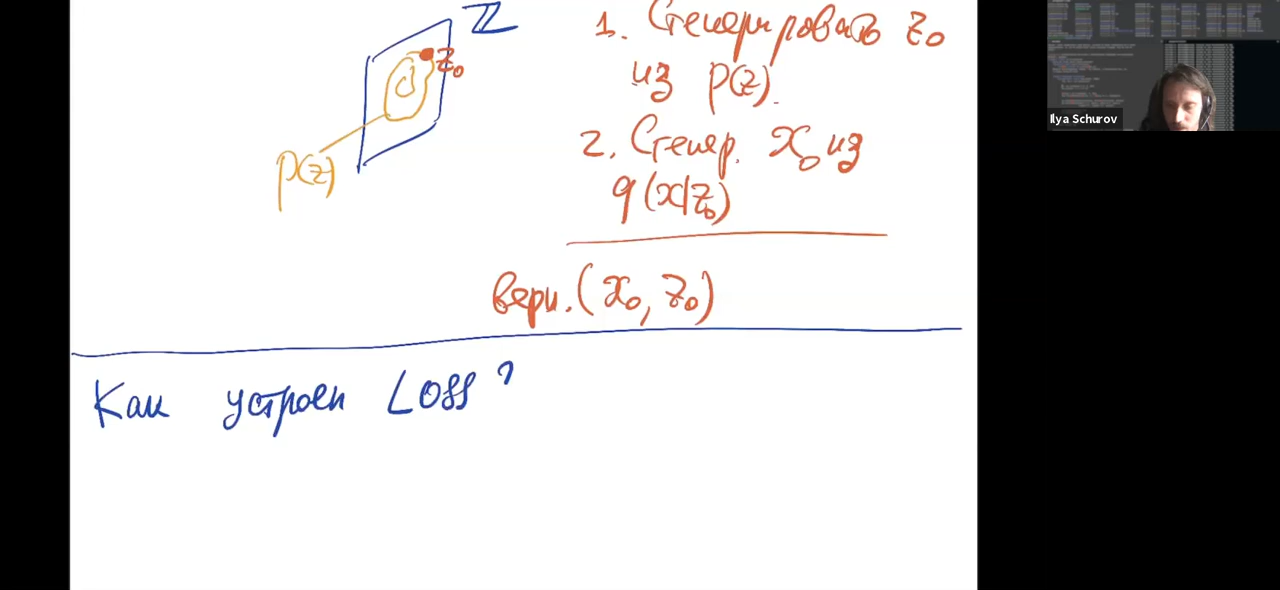 ℤ
z₀
p(z)
1. Сгенерировать z₀
из p(z).
2. Сгенер. x₀ из
q(x|z₀)
верн. (x₀, z₀)
Как устроен Loss?
Ilya Schurov